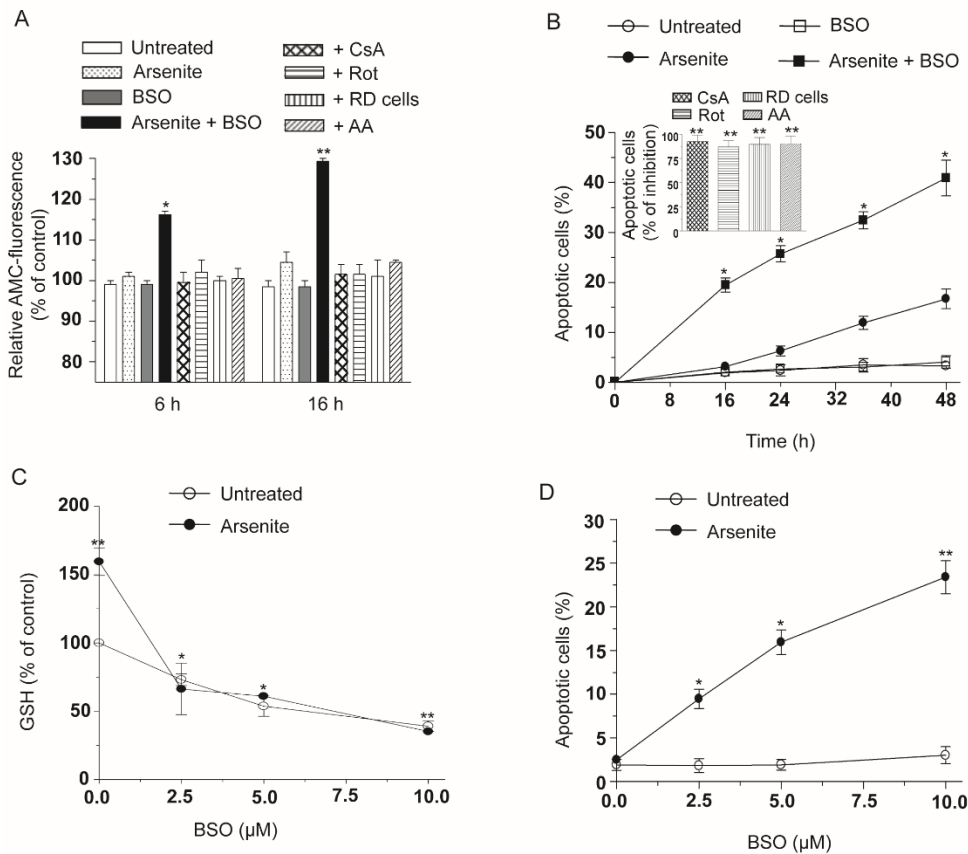 A
Untreated
Arsenite
BSO
Arsenite + BSO
+ CsA
+ Rot
+ RD cells
+ AA
Relative AMC-fluorescence
(% of control)
130
120
110
105
100
90
80
*
**
6 h
16 h
B
Untreated
Arsenite
BSO
Arsenite + BSO
CsA
Rot
RD cells
AA
Apoptotic cells
(% of inhibition)
100
75
50
25
0
** ** ** **
Apoptotic cells (%)
50
40
30
20
10
0
*
*
*
*
0 8 16 24 32 36 48
Time (h)
C
Untreated
Arsenite
GSH (% of control)
200
150
100
50
0
**
*
*
**
0.0 2.5 5.0 7.5 10.0
BSO (µM)
D
Untreated
Arsenite
Apoptotic cells (%)
30
25
20
15
10
5
0
*
*
**
0.0 2.5 5.0 7.5 10.0
BSO (µM)